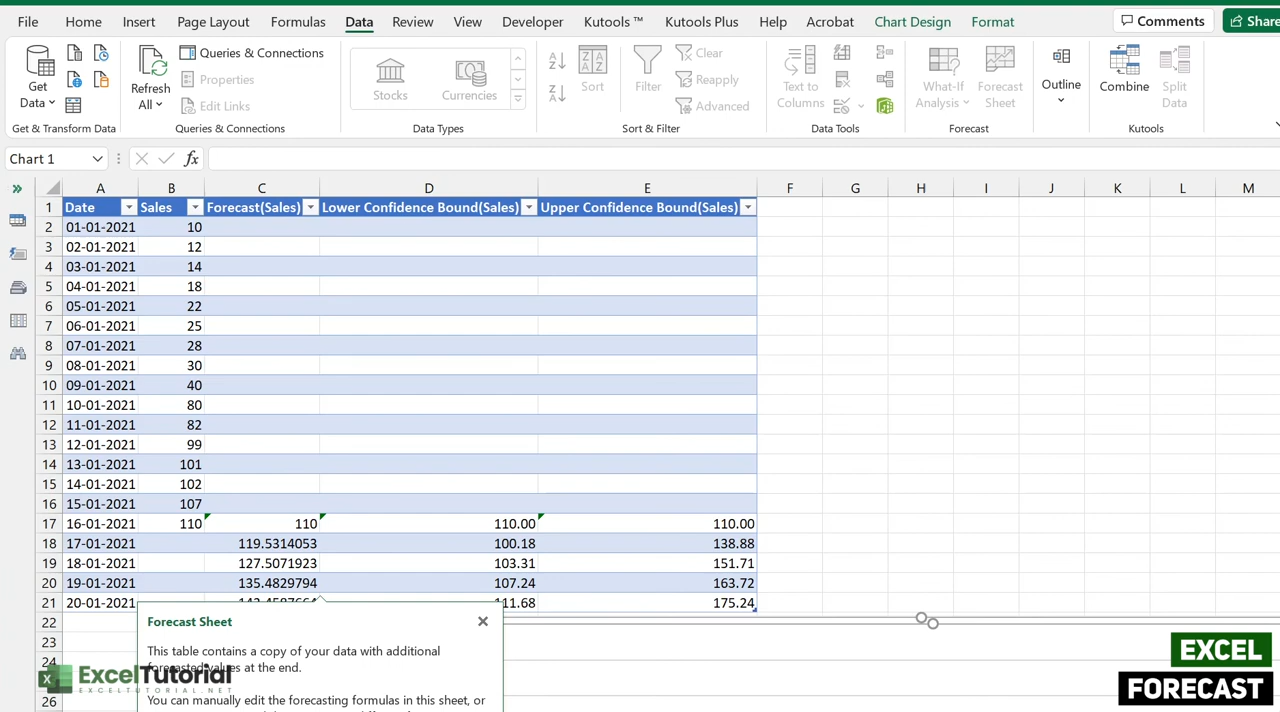 File Home Insert Page Layout Formulas Data Review View Developer Kutools ™ Kutools Plus Help Acrobat Chart Design Format Comments Share
Get Data Refresh All Queries & Connections Properties Edit Links Stocks Currencies Sort Filter Clear Reapply Advanced Text to Columns What-If Analysis Forecast Sheet Outline Combine Split Data
Get & Transform Data Queries & Connections Data Types Sort & Filter Data Tools Forecast Kutools
Chart 1 fx
A B C D E F G H I J K L M
1 Date Sales Forecast(Sales) Lower Confidence Bound(Sales) Upper Confidence Bound(Sales)
2 01-01-2021 10
3 02-01-2021 12
4 03-01-2021 14
5 04-01-2021 18
6 05-01-2021 22
7 06-01-2021 25
8 07-01-2021 28
9 08-01-2021 30
10 09-01-2021 40
11 10-01-2021 80
12 11-01-2021 82
13 12-01-2021 99
14 13-01-2021 101
15 14-01-2021 102
16 15-01-2021 107
17 16-01-2021 110 110 110.00 110.00
18 17-01-2021 119.5314053 100.18 138.88
19 18-01-2021 127.5071923 103.31 151.71
20 19-01-2021 135.4829794 107.24 163.72
21 20-01-2021 111.68 175.24
22
23
24
26
Forecast Sheet
This table contains a copy of your data with additional
forecasted values at the end.
You can manually edit the forecasting formulas in this sheet, or
ExcelTutorial
EXCELTUTORIAL.NET
EXCEL
FORECAST